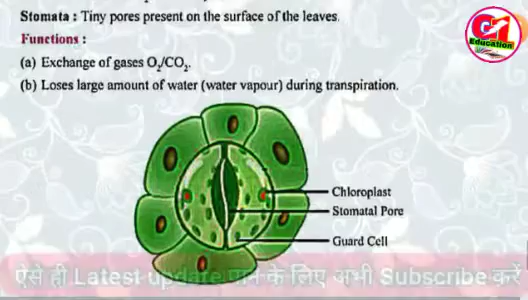 Stomata : Tiny pores present on the surface of the leaves.
Functions :
(a) Exchange of gases O₂/CO₂.
(b) Loses large amount of water (water vapour) during transpiration.
Education
Chloroplast
Stomatal Pore
Guard Cell
ऐसे ही Latest update पाने के लिए अभी Subscribe करें